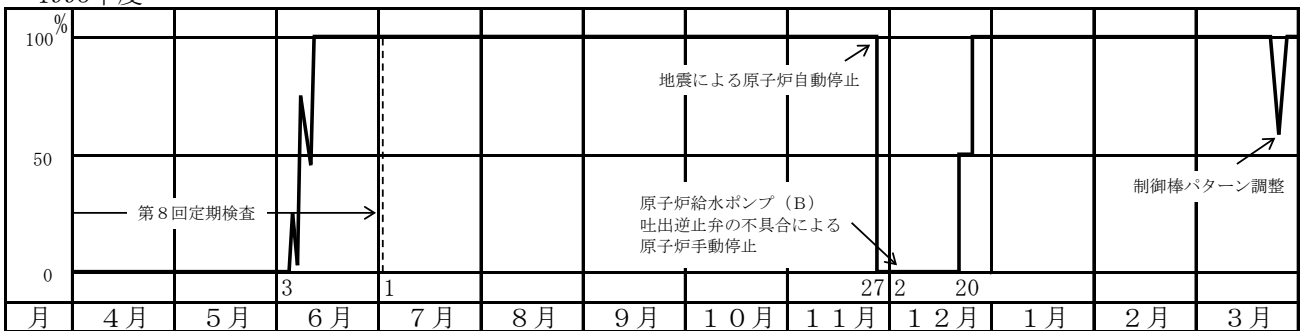 %
100
地震による原子炉自動停止
50
制御棒パターン調整
第８回定期検査
原子炉給水ポンプ（Ｂ）
吐出逆止弁の不具合による
原子炉手動停止
0
3 1 27 2 20
月 ４月 ５月 ６月 ７月 ８月 ９月 １０月 １１月 １２月 １月 ２月 ３月